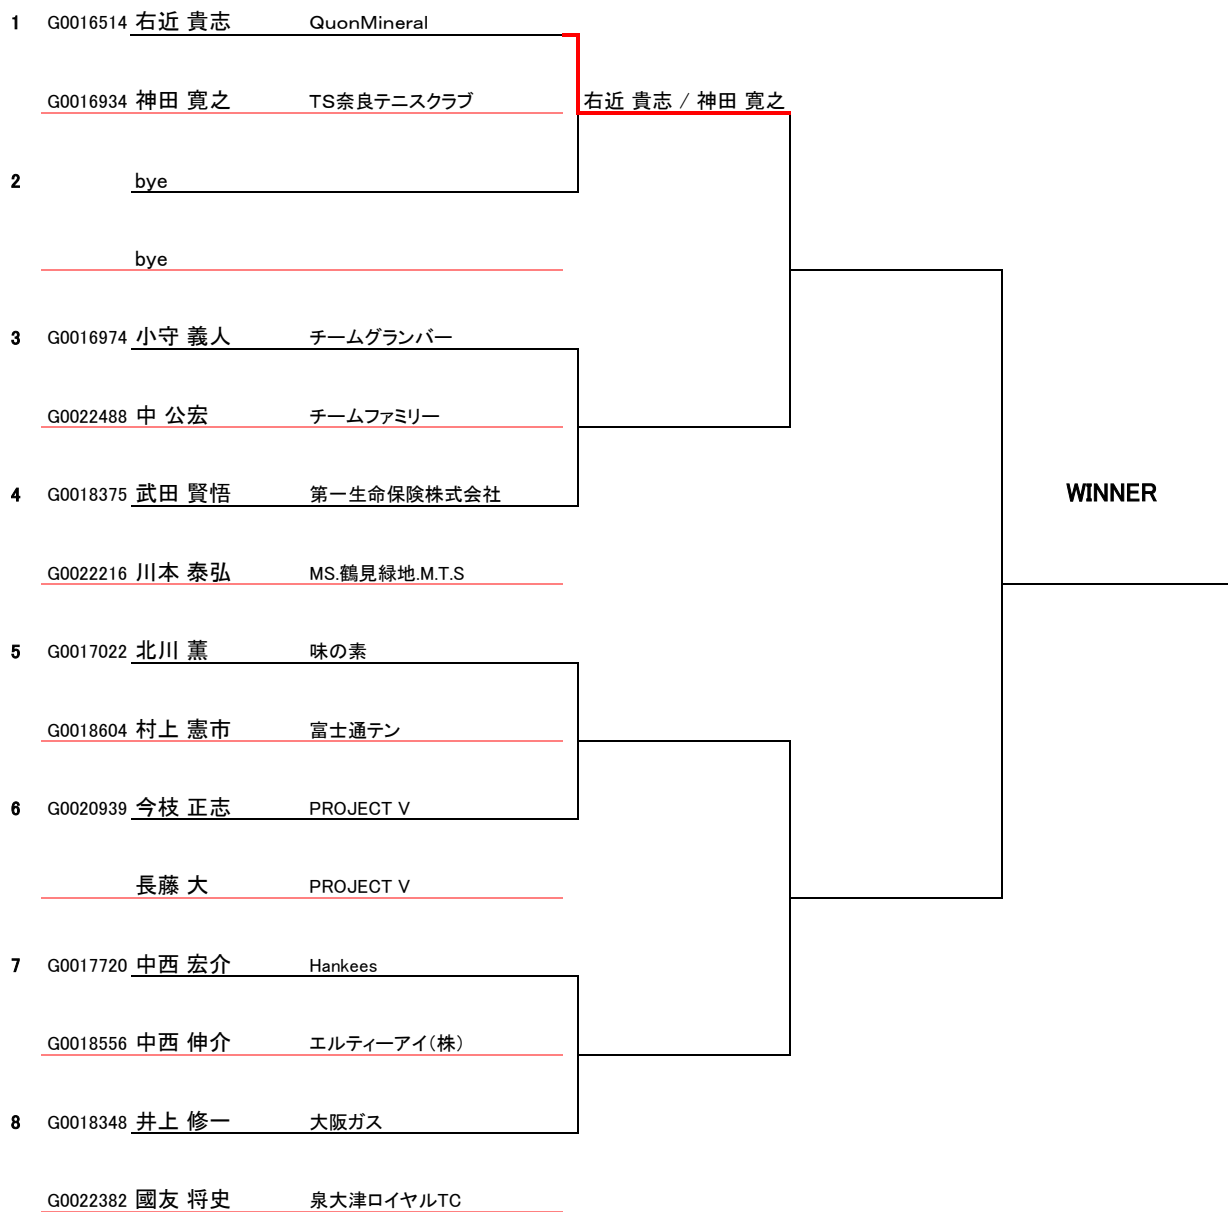 1 G0016514 右近 貴志 QuonMineral
G0016934 神田 寛之 TS奈良テニスクラブ 右近 貴志 / 神田 寛之
2 bye
bye
3 G0016974 小守 義人 チームグランバー
G0022488 中 公宏 チームファミリー
4 G0018375 武田 賢悟 第一生命保険株式会社 WINNER
G0022216 川本 泰弘 MS.鶴見緑地.M.T.S
5 G0017022 北川 薫 味の素
G0018604 村上 憲市 富士通テン
6 G0020939 今枝 正志 PROJECT V
長藤 大 PROJECT V
7 G0017720 中西 宏介 Hankees
G0018556 中西 伸介 エルティーアイ(株)
8 G0018348 井上 修一 大阪ガス
G0022382 國友 将史 泉大津ロイヤルTC